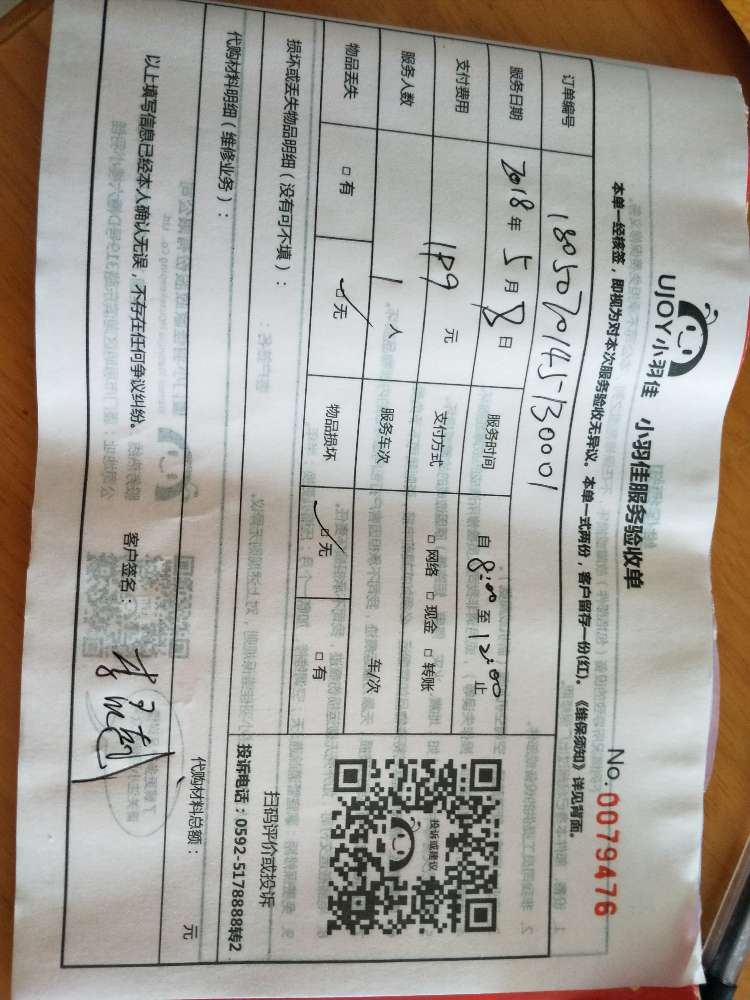 UJOY小羽佳 小羽佳服务验收单
No.0079476
本单一经核签，即视为对本次服务验收无异议。本单一式两份，客户留存一份(红)。《维保须知》详见背面。
订单编号 1805070145130001
服务日期 2018年5月8日 服务时间 自8:00至12:00止
支付费用 199元 支付方式 □网络 □现金 □转账
服务人数 1人 服务车次 车/次
物品丢失 □有 □无 物品损坏 □无 □有
投诉或建议
扫码评价或投诉
投诉电话：0592-5178888转2
损坏或丢失物品明细（没有可不填）：
代购材料明细（维修业务）：
代购材料总额： 元
以上填写信息已经本人确认无误，不存在任何争议纠纷。 客户签名：